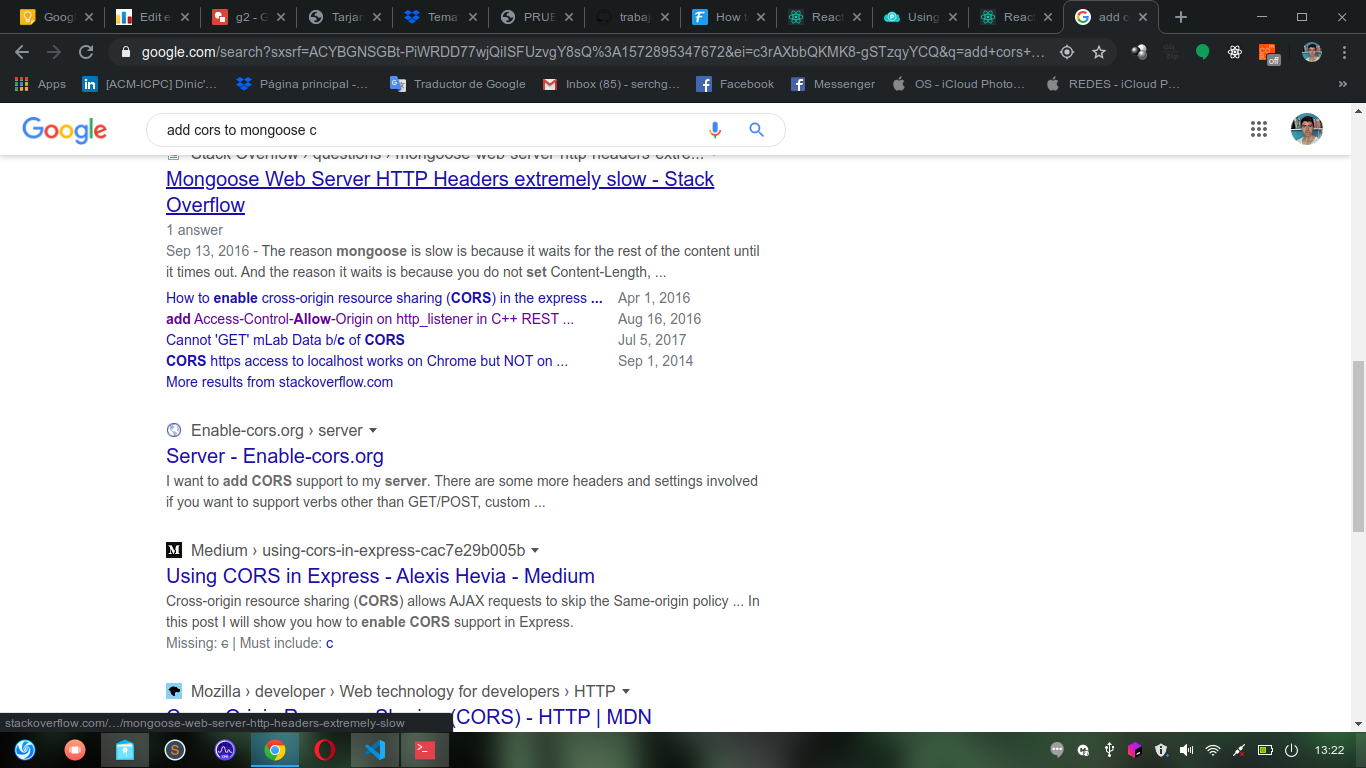 Googl
Edit e
g2 - G
Tarjar
Tema
PRUE
trabaj
How t
React
Using
React
add c
google.com/search?sxsrf=ACYBGNSGBt-PiWRDD77wjQiISFUzvgY8sQ%3A1572895347672&ei=c3rAXbbQKMK8-gSTzqyYCQ&q=add+cors+...
off
Apps
[ACM-ICPC] Dinic'...
Página principal -...
Traductor de Google
Inbox (85) - serchg...
Facebook
Messenger
OS - iCloud Photo...
REDES - iCloud P...
»
Google
add cors to mongoose c
Stack Overflow › questions › mongoose-web-server-http-headers-extre...
Mongoose Web Server HTTP Headers extremely slow - Stack
Overflow
1 answer
Sep 13, 2016 - The reason mongoose is slow is because it waits for the rest of the content until
it times out. And the reason it waits is because you do not set Content-Length, ...
How to enable cross-origin resource sharing (CORS) in the express ... Apr 1, 2016
add Access-Control-Allow-Origin on http_listener in C++ REST ... Aug 16, 2016
Cannot 'GET' mLab Data b/c of CORS Jul 5, 2017
CORS https access to localhost works on Chrome but NOT on ... Sep 1, 2014
More results from stackoverflow.com
Enable-cors.org › server
Server - Enable-cors.org
I want to add CORS support to my server. There are some more headers and settings involved
if you want to support verbs other than GET/POST, custom ...
M Medium › using-cors-in-express-cac7e29b005b
Using CORS in Express - Alexis Hevia - Medium
Cross-origin resource sharing (CORS) allows AJAX requests to skip the Same-origin policy ... In
this post I will show you how to enable CORS support in Express.
Missing: c | Must include: c
Mozilla › developer › Web technology for developers › HTTP
(CORS) - HTTP | MDN
stackoverflow.com/.../mongoose-web-server-http-headers-extremely-slow
13:22